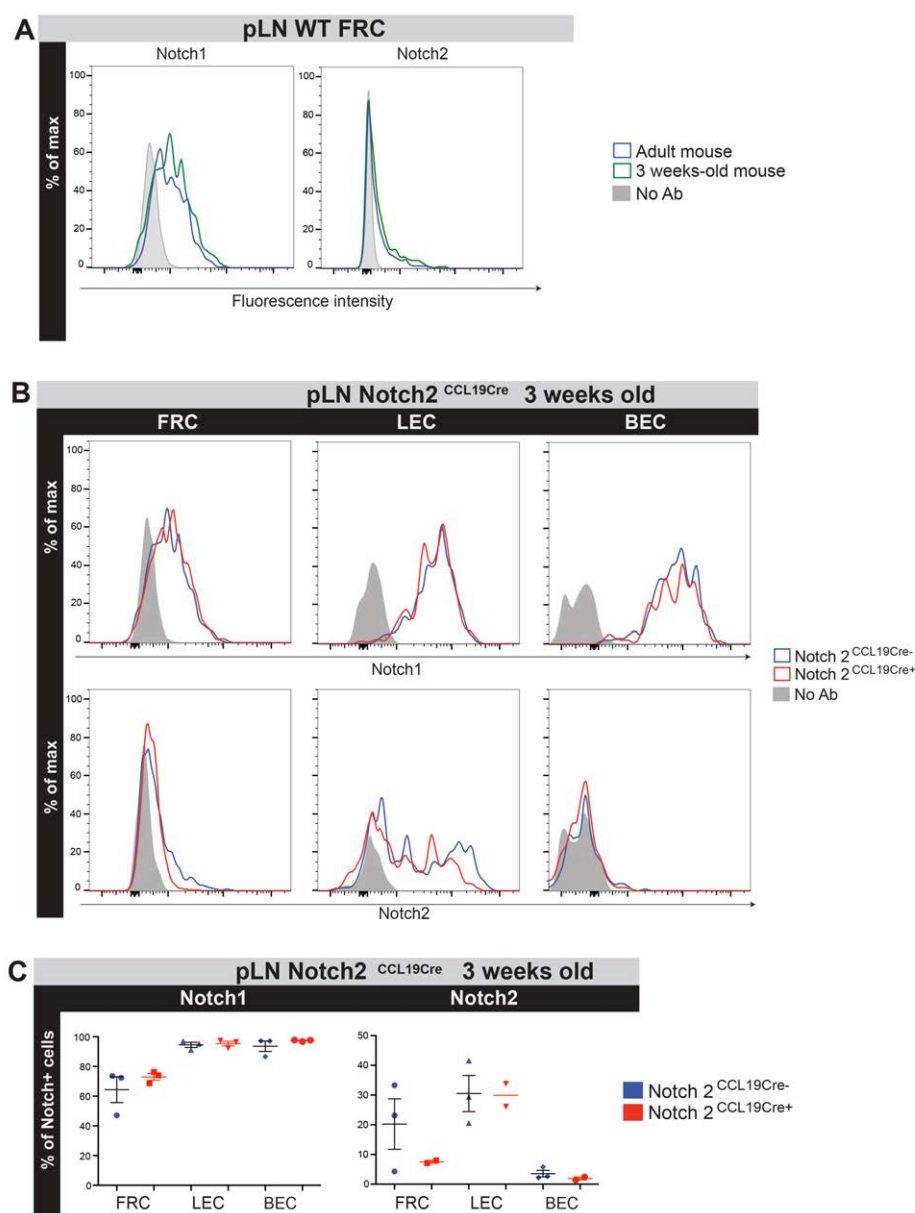 A
pLN WT FRC
Notch1
Notch2
% of max
100
80
60
40
20
0
100
80
60
40
20
0
Fluorescence intensity
Adult mouse
3 weeks-old mouse
No Ab
B
pLN Notch2 CCL19Cre 3 weeks old
FRC
LEC
BEC
% of max
100
80
60
40
20
0
Notch1
% of max
100
80
60
40
20
0
Notch2
Notch 2 CCL19Cre-
Notch 2 CCL19Cre+
No Ab
C
pLN Notch2 CCL19Cre 3 weeks old
Notch1
Notch2
% of Notch+ cells
100
80
60
40
20
0
FRC
LEC
BEC
50
40
30
20
10
0
FRC
LEC
BEC
Notch 2 CCL19Cre-
Notch 2 CCL19Cre+